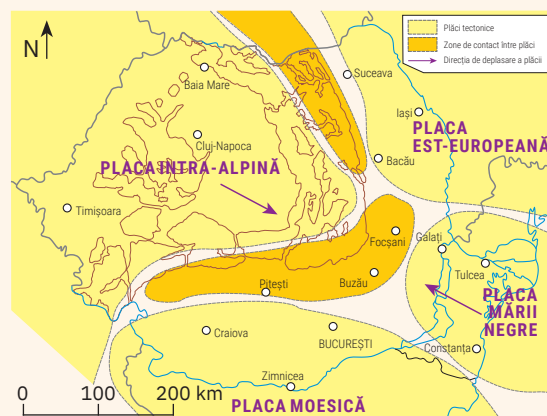 N
Plăci tectonice
Zone de contact între plăci
Direcția de deplasare a plăcii
Suceava
Baia Mare
Iași
PLACA
EST-EUROPEANĂ
Cluj-Napoca
Bacău
PLACA INTRA-ALPINĂ
Timișoara
Focșani
Galați
Tulcea
Buzău
Pitești
PLACA
MĂRII
NEGRE
Craiova
BUCUREȘTI
Constanța
Zimnicea
0 100 200 km
PLACA MOESICĂ